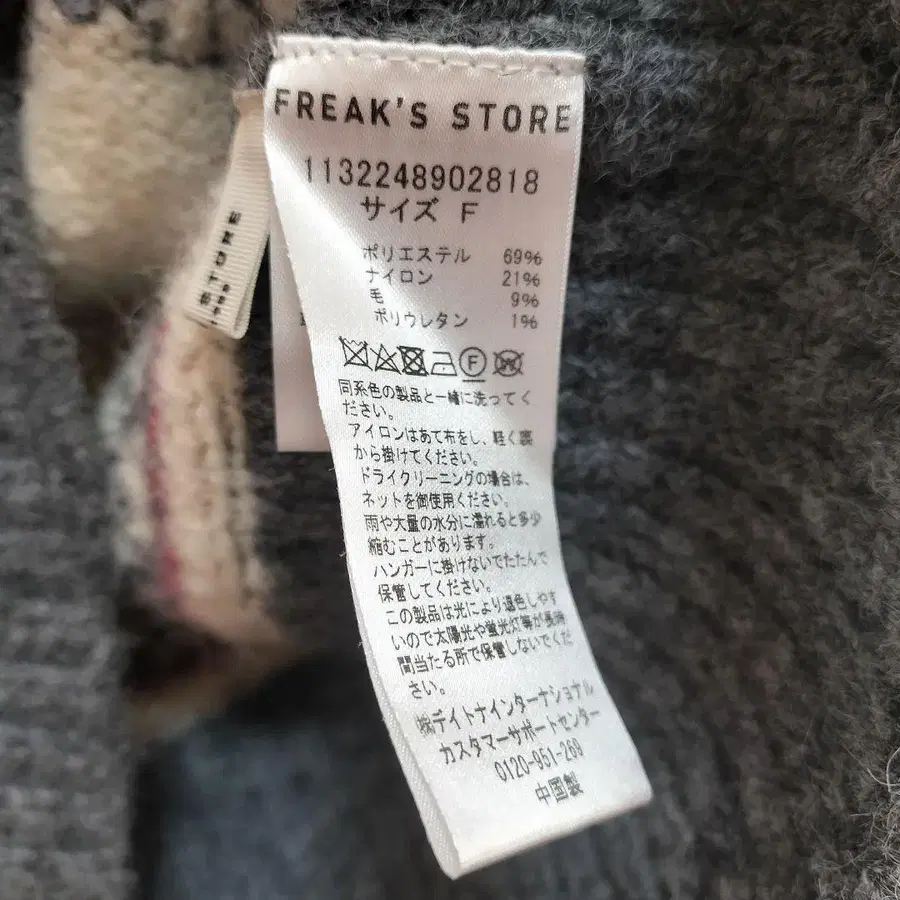 FREAK'S STORE
1132248902818
サイズ F
ポリエステル 69%
ナイロン 21%
毛 9%
ポリウレタン 1%
F
同系色の製品と一緒に洗ってく
ださい。
アイロンはあて布をし、軽く裏
から掛けてください。
ドライクリーニングの場合は、
ネットを御使用ください。
雨や大量の水分に濡れると多少
縮むことがあります。
ハンガーに掛けないでたたんで
保管してください。
この製品は光により退色しやす
いので太陽光や蛍光灯等が長時
間当たる所で保管しないでくだ
さい。
㈱デイトナインターナショナル
カスタマーサポートセンター
0120-951-269
中国製
STORE